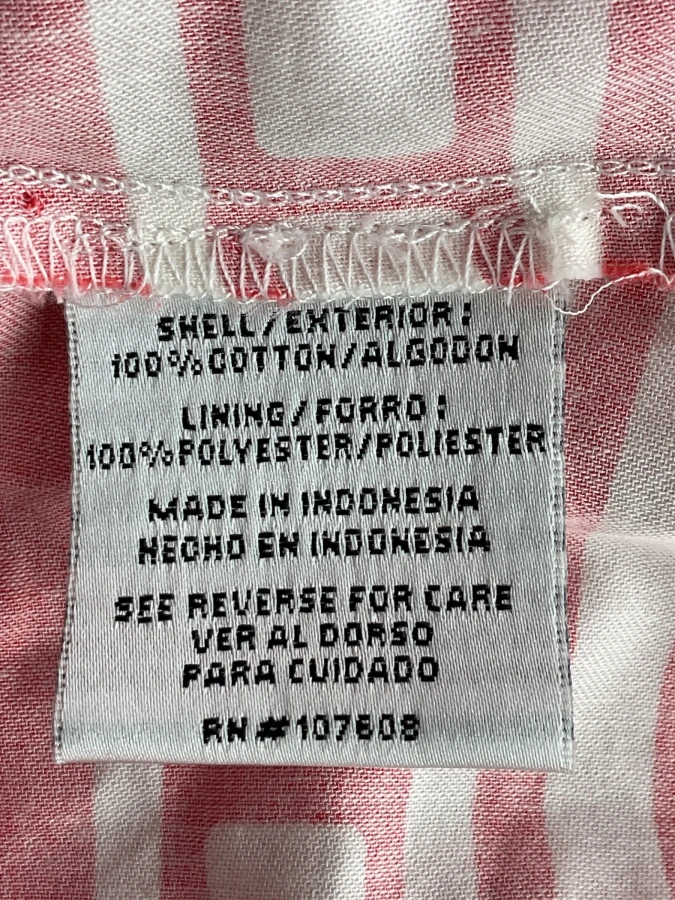 SHELL/EXTERIOR:
100%COTTON/ALGODON
LINING/FORRO:
100%POLYESTER/POLIESTER
MADE IN INDONESIA
HECHO EN INDONESIA
SEE REVERSE FOR CARE
VER AL DORSO
PARA CUIDADO
RN#107608